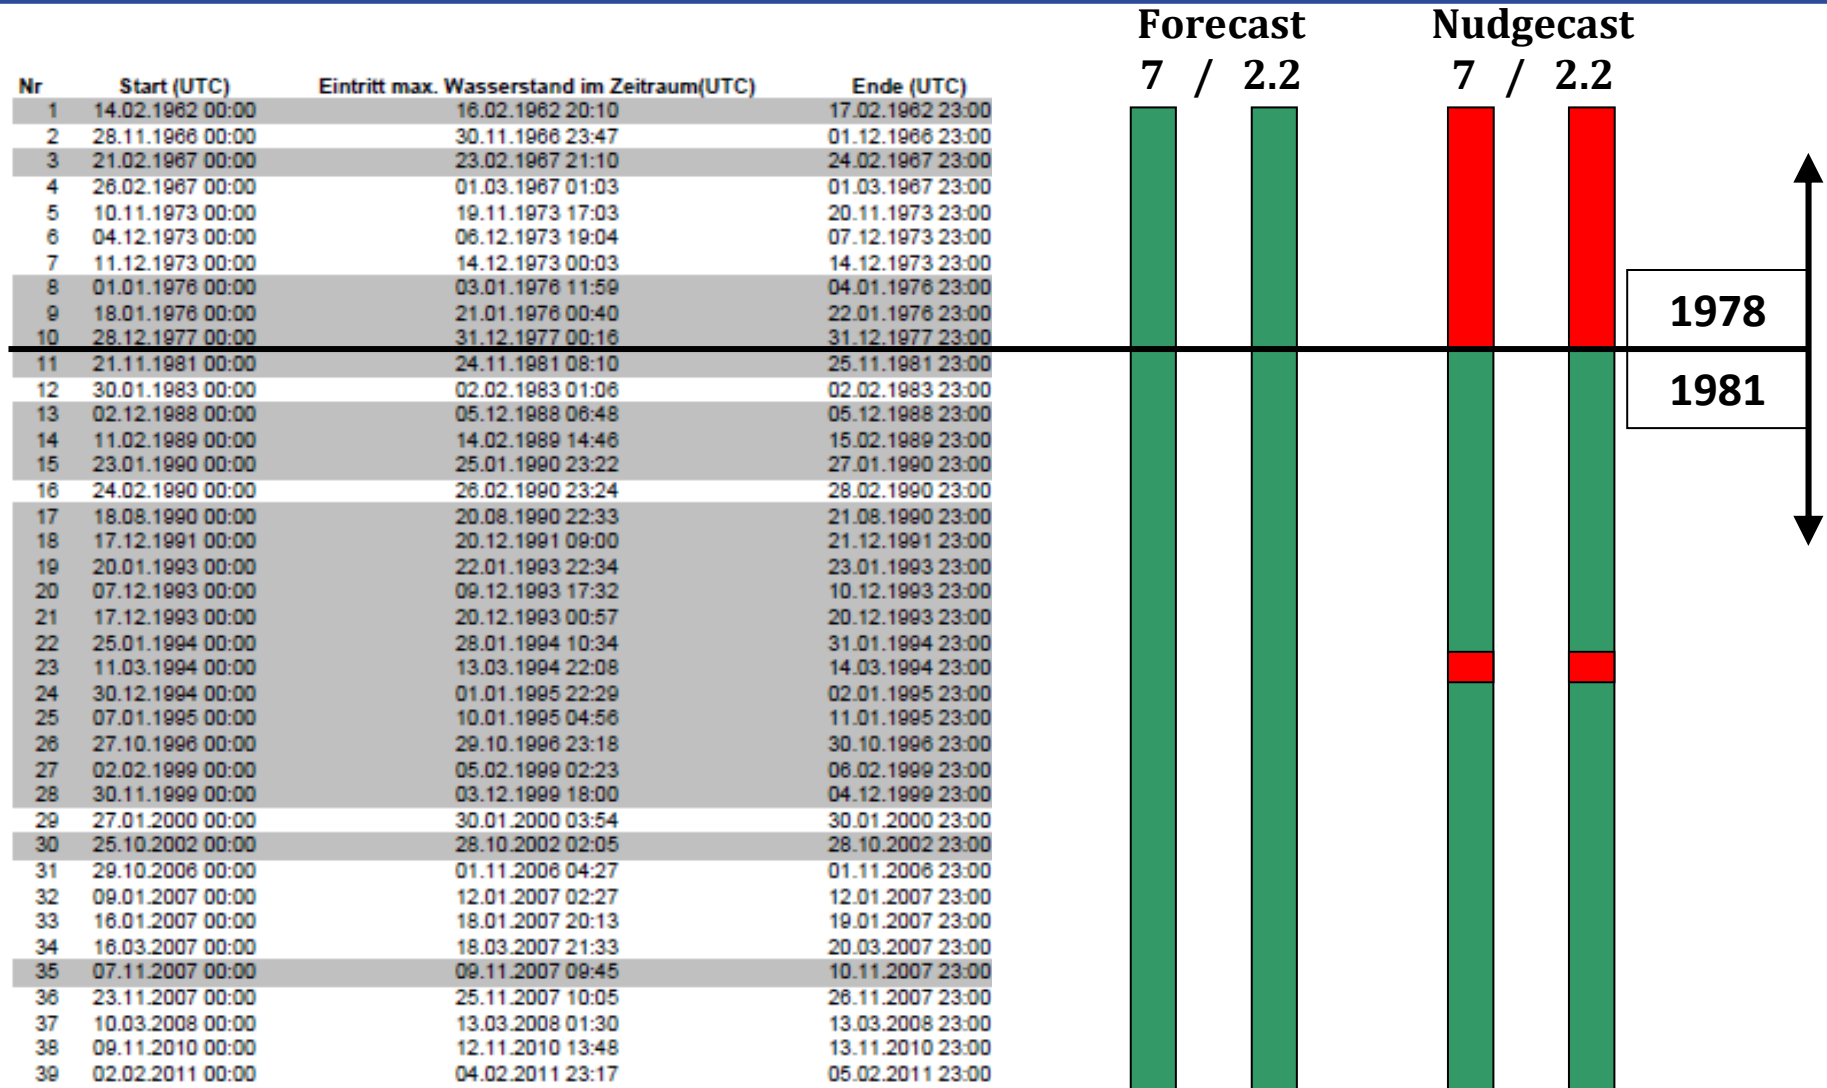 Forecast Nudgecast
7 / 2.2 7 / 2.2
Nr Start (UTC) Eintritt max. Wasserstand im Zeitraum(UTC) Ende (UTC)
1 14.02.1962 00:00 16.02.1962 20:10 17.02.1962 23:00
2 28.11.1966 00:00 30.11.1966 23:47 01.12.1966 23:00
3 21.02.1967 00:00 23.02.1967 21:10 24.02.1967 23:00
4 26.02.1967 00:00 01.03.1967 01:03 01.03.1967 23:00
5 10.11.1973 00:00 19.11.1973 17:03 20.11.1973 23:00
6 04.12.1973 00:00 06.12.1973 19:04 07.12.1973 23:00
7 11.12.1973 00:00 14.12.1973 00:03 14.12.1973 23:00
8 01.01.1976 00:00 03.01.1976 11:59 04.01.1976 23:00
9 18.01.1976 00:00 21.01.1976 00:40 22.01.1976 23:00
10 28.12.1977 00:00 31.12.1977 00:16 31.12.1977 23:00
1978
11 21.11.1981 00:00 24.11.1981 08:10 25.11.1981 23:00
12 30.01.1983 00:00 02.02.1983 01:06 02.02.1983 23:00
1981
13 02.12.1988 00:00 05.12.1988 06:48 05.12.1988 23:00
14 11.02.1989 00:00 14.02.1989 14:46 15.02.1989 23:00
15 23.01.1990 00:00 25.01.1990 23:22 27.01.1990 23:00
16 24.02.1990 00:00 26.02.1990 23:24 28.02.1990 23:00
17 18.08.1990 00:00 20.08.1990 22:33 21.08.1990 23:00
18 17.12.1991 00:00 20.12.1991 09:00 21.12.1991 23:00
19 20.01.1993 00:00 22.01.1993 22:34 23.01.1993 23:00
20 07.12.1993 00:00 09.12.1993 17:32 10.12.1993 23:00
21 17.12.1993 00:00 20.12.1993 00:57 20.12.1993 23:00
22 25.01.1994 00:00 28.01.1994 10:34 31.01.1994 23:00
23 11.03.1994 00:00 13.03.1994 22:08 14.03.1994 23:00
24 30.12.1994 00:00 01.01.1995 22:29 02.01.1995 23:00
25 07.01.1995 00:00 10.01.1995 04:56 11.01.1995 23:00
26 27.10.1996 00:00 29.10.1996 23:18 30.10.1996 23:00
27 02.02.1999 00:00 05.02.1999 02:23 06.02.1999 23:00
28 30.11.1999 00:00 03.12.1999 18:00 04.12.1999 23:00
29 27.01.2000 00:00 30.01.2000 03:54 30.01.2000 23:00
30 25.10.2002 00:00 28.10.2002 02:05 28.10.2002 23:00
31 29.10.2006 00:00 01.11.2006 04:27 01.11.2006 23:00
32 09.01.2007 00:00 12.01.2007 02:27 12.01.2007 23:00
33 16.01.2007 00:00 18.01.2007 20:13 19.01.2007 23:00
34 16.03.2007 00:00 18.03.2007 21:33 20.03.2007 23:00
35 07.11.2007 00:00 09.11.2007 09:45 10.11.2007 23:00
36 23.11.2007 00:00 25.11.2007 10:05 26.11.2007 23:00
37 10.03.2008 00:00 13.03.2008 01:30 13.03.2008 23:00
38 09.11.2010 00:00 12.11.2010 13:48 13.11.2010 23:00
39 02.02.2011 00:00 04.02.2011 23:17 05.02.2011 23:00